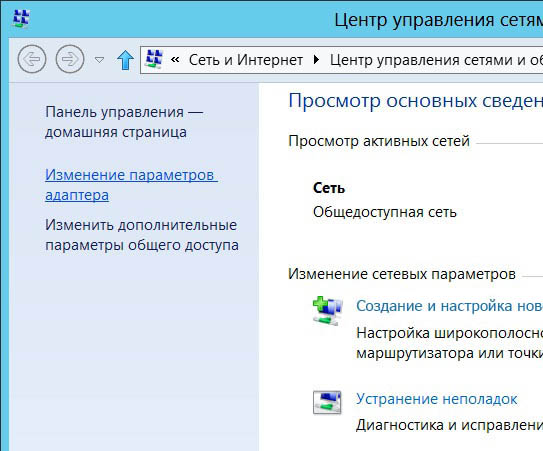 Центр управления сетям
« Сеть и Интернет Центр управления сетями и об
Панель управления —
домашняя страница
Изменение параметров
адаптера
Изменить дополнительные
параметры общего доступа
Просмотр основных сведен
Просмотр активных сетей
Сеть
Общедоступная сеть
Изменение сетевых параметров
Создание и настройка нов
Настройка широкополосн
маршрутизатора или точки
Устранение неполадок
Диагностика и исправлени